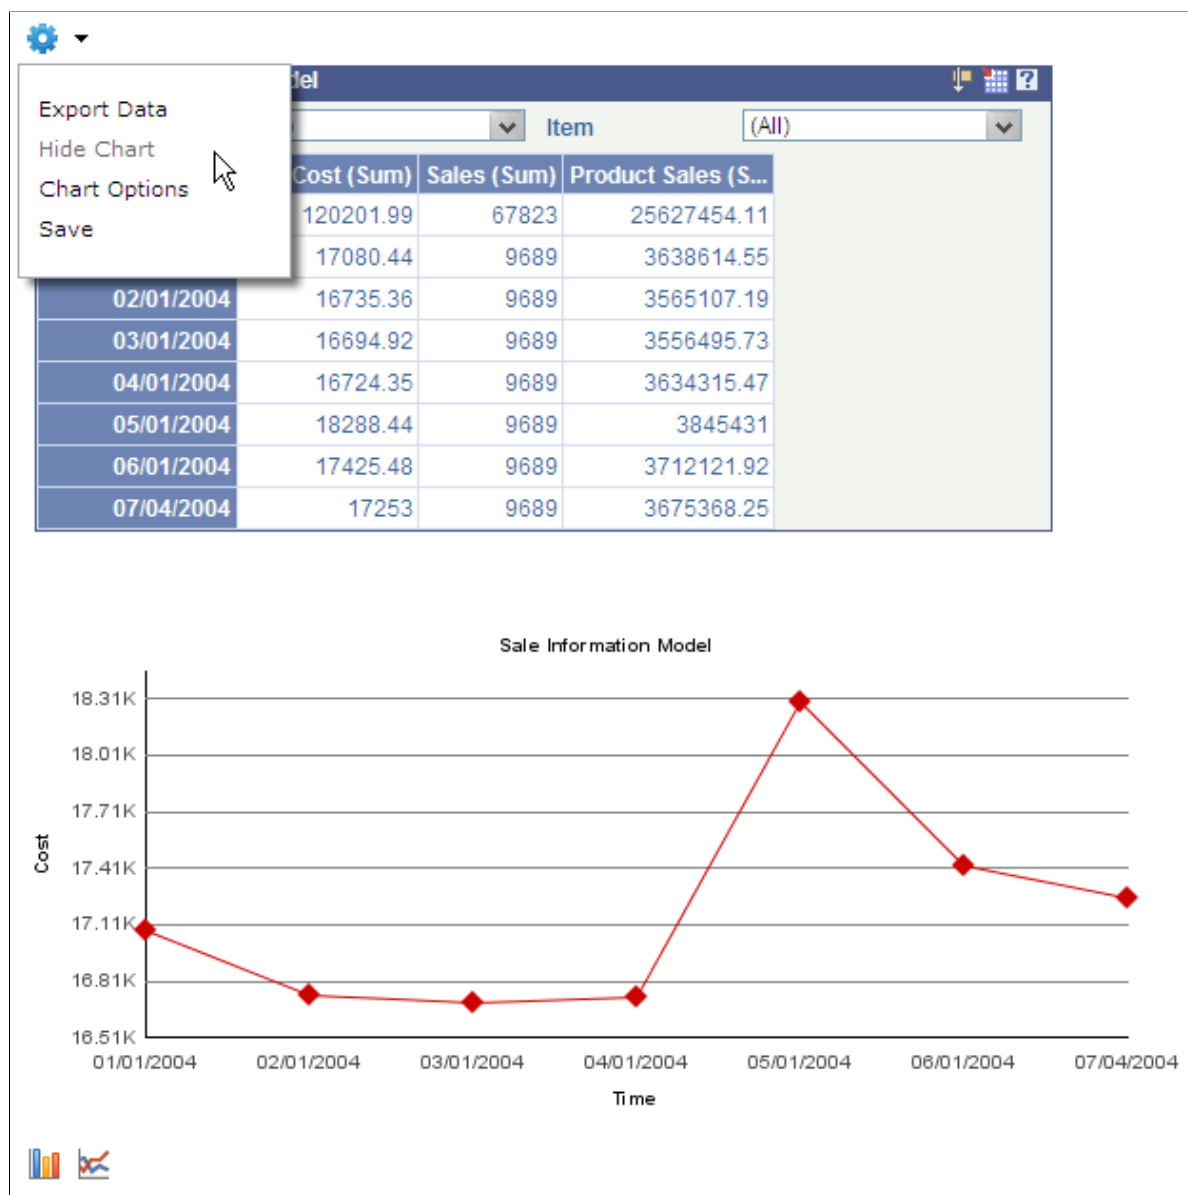 del
Export Data
Hide Chart
Chart Options
Save
Item (All)
Cost (Sum) Sales (Sum) Product Sales (S...
120201.99 67823 25627454.11
17080.44 9689 3638614.55
02/01/2004 16735.36 9689 3565107.19
03/01/2004 16694.92 9689 3556495.73
04/01/2004 16724.35 9689 3634315.47
05/01/2004 18288.44 9689 3845431
06/01/2004 17425.48 9689 3712121.92
07/04/2004 17253 9689 3675368.25
Sale Information Model
18.31K
18.01K
17.71K
17.41K
17.11K
16.81K
16.51K
Cost
01/01/2004 02/01/2004 03/01/2004 04/01/2004 05/01/2004 06/01/2004 07/04/2004
Time